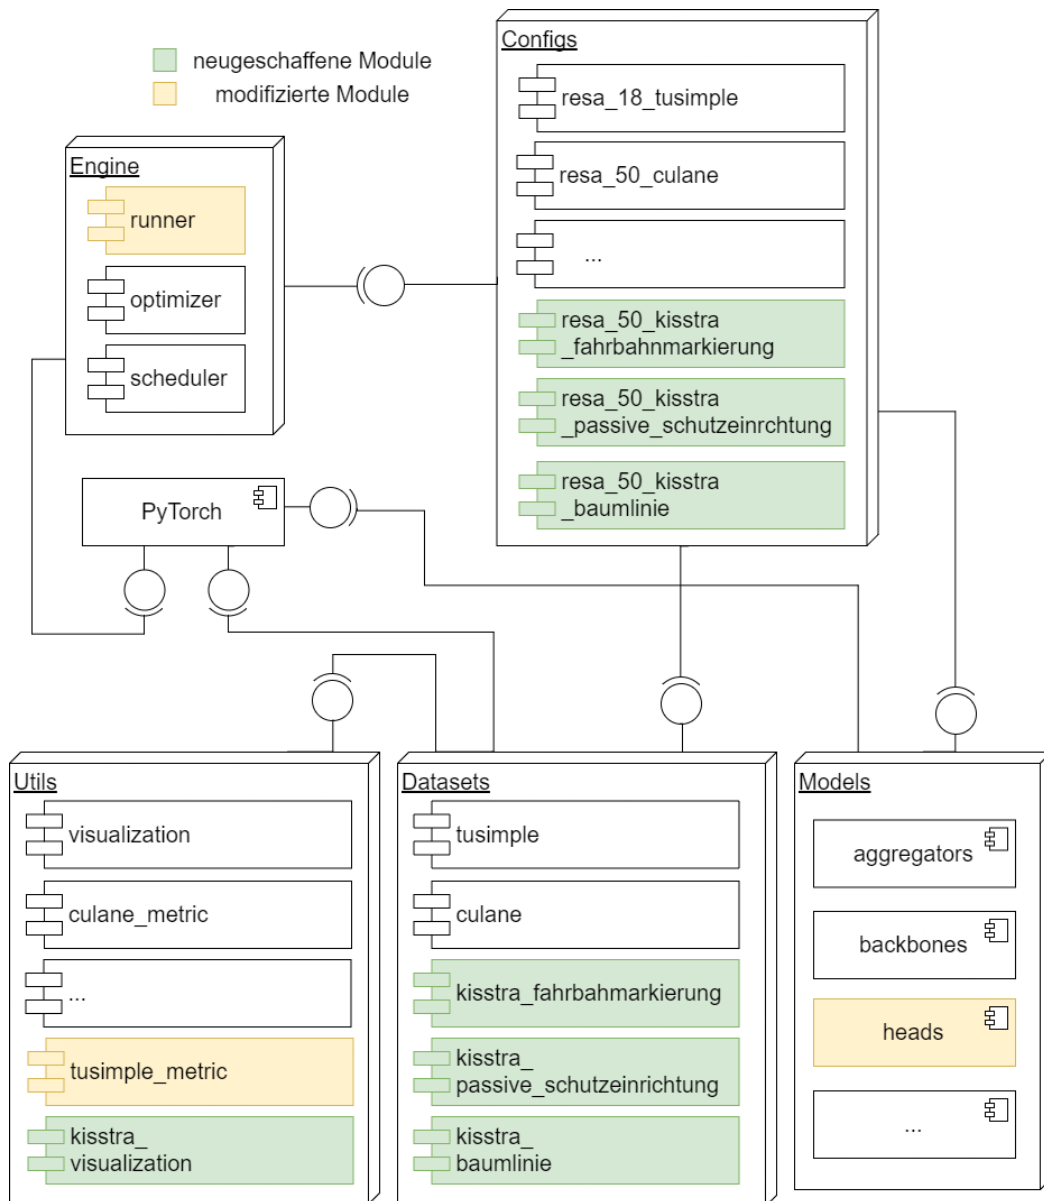 neugeschaffene Module
modifizierte Module
Configs
resa_18_tusimple
resa_50_culane
...
resa_50_kisstra
_fahrbahnmarkierung
resa_50_kisstra
_passive_schutzeinrchtung
resa_50_kisstra
_baumlinie
Engine
runner
optimizer
scheduler
PyTorch
Utils
visualization
culane_metric
...
tusimple_metric
kisstra_
visualization
Datasets
tusimple
culane
kisstra_fahrbahmarkierung
kisstra_
passive_schutzeinrichtung
kisstra_
baumlinie
Models
aggregators
backbones
heads
...